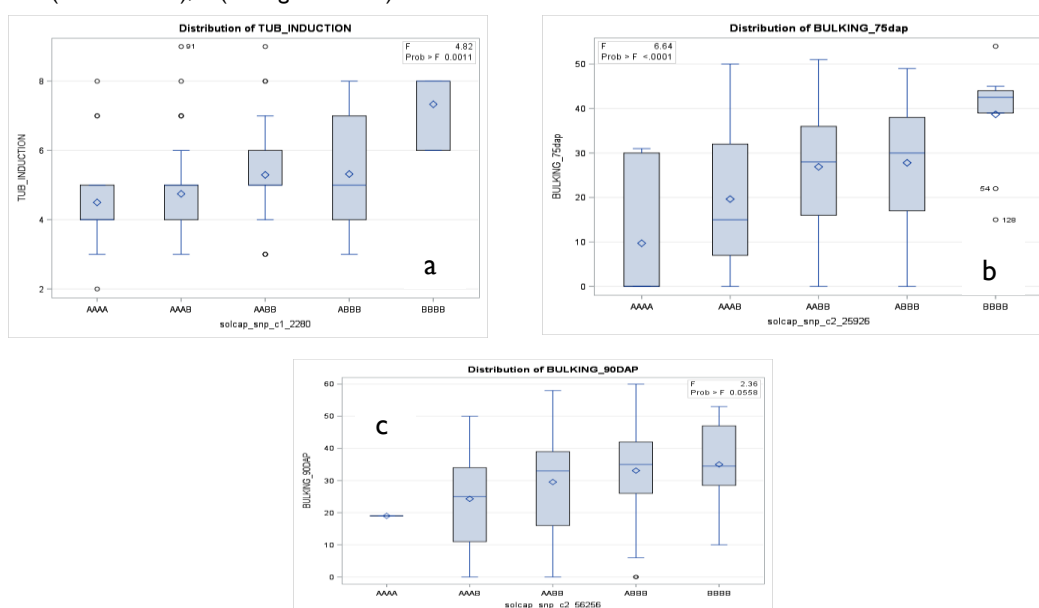 Distribution of TUB_INDUCTION
F 4.82
Prob > F 0.0011
91
TUB_INDUCTION
8
6
4
2
a
AAAA AAAB AABB ABBB BBBB
solcap_snp_c1_2280
Distribution of BULKING_75dap
F 6.64
Prob > F <.0001
BULKING_75dap
50
40
30
20
10
0
54
128
b
AAAA AAAB AABB ABBB BBBB
solcap_snp_c2_25926
Distribution of BULKING_90DAP
F 2.36
Prob > F 0.0558
c
BULKING_90DAP
60
50
40
30
20
10
0
AAAA AAAB AABB ABBB BBBB
solcap_snp_c2_56256